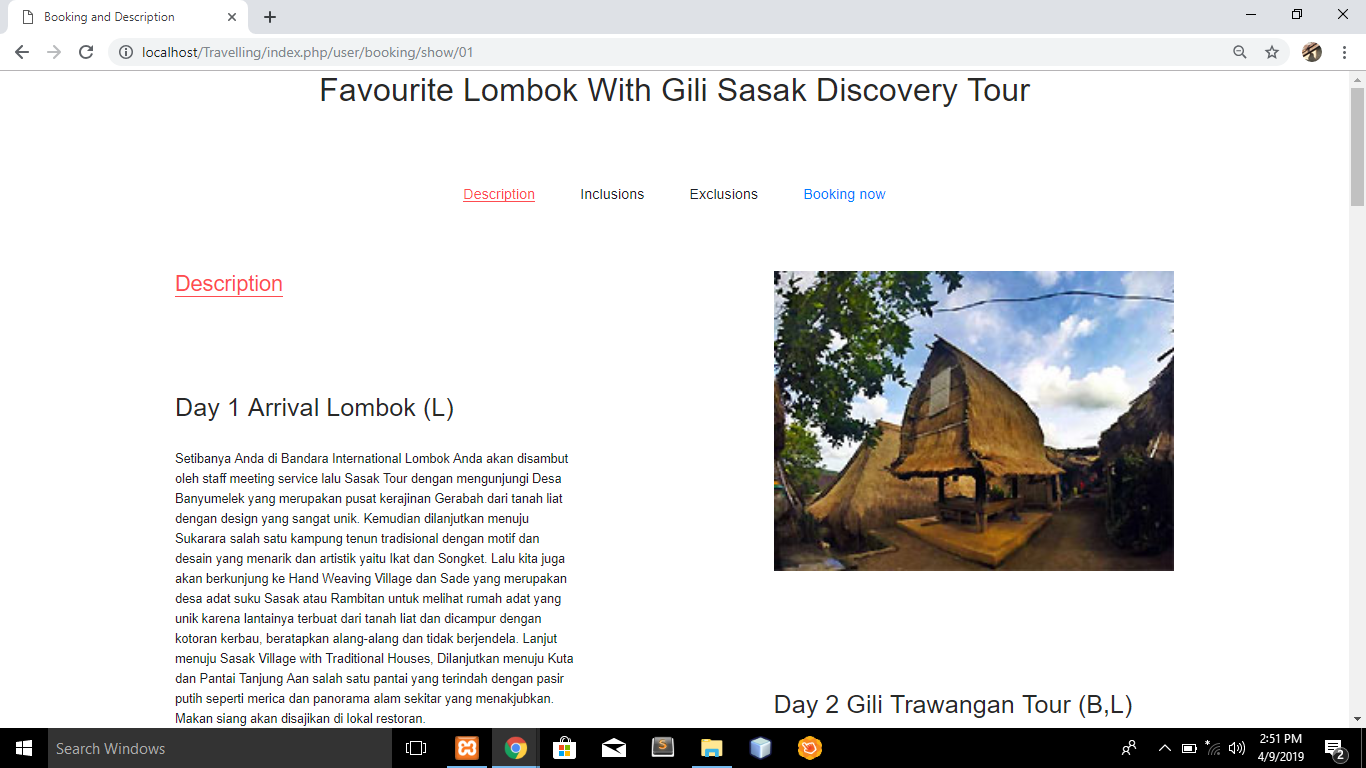 Booking and Description
localhost/Travelling/index.php/user/booking/show/01
Favourite Lombok With Gili Sasak Discovery Tour
Description Inclusions Exclusions Booking now
Description
Day 1 Arrival Lombok (L)
Setibanya Anda di Bandara International Lombok Anda akan disambut
oleh staff meeting service lalu Sasak Tour dengan mengunjungi Desa
Banyumelek yang merupakan pusat kerajinan Gerabah dari tanah liat
dengan design yang sangat unik. Kemudian dilanjutkan menuju
Sukarara salah satu kampung tenun tradisional dengan motif dan
desain yang menarik dan artistik yaitu Ikat dan Songket. Lalu kita juga
akan berkunjung ke Hand Weaving Village dan Sade yang merupakan
desa adat suku Sasak atau Rambitan untuk melihat rumah adat yang
unik karena lantainya terbuat dari tanah liat dan dicampur dengan
kotoran kerbau, beratapkan alang-alang dan tidak berjendela. Lanjut
menuju Sasak Village with Traditional Houses, Dilanjutkan menuju Kuta
dan Pantai Tanjung Aan salah satu pantai yang terindah dengan pasir
putih seperti merica dan panorama alam sekitar yang menakjubkan.
Makan siang akan disajikan di lokal restoran.
Day 2 Gili Trawangan Tour (B,L)
Search Windows
2:51 PM
4/9/2019
2